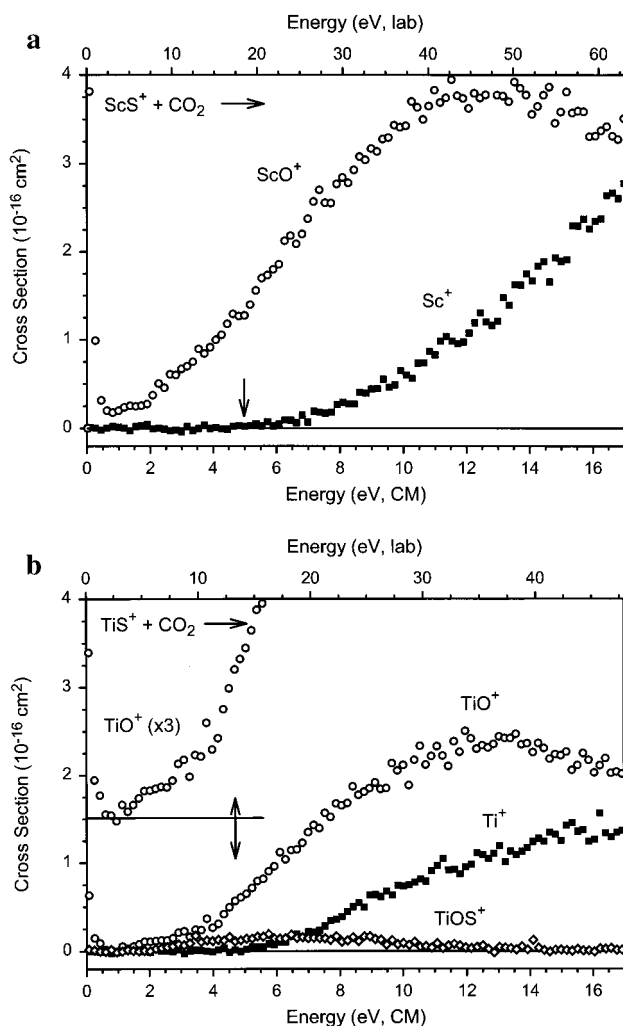 a
Energy (eV, lab)
0 10 20 30 40 50 60
ScS⁺ + CO₂
ScO⁺
Sc⁺
Cross Section (10⁻¹⁶ cm²)
4
3
2
1
0
0 2 4 6 8 10 12 14 16
Energy (eV, CM)
b
Energy (eV, lab)
0 10 20 30 40
TiS⁺ + CO₂
TiO⁺ (x3)
TiO⁺
Ti⁺
TiOS⁺
Cross Section (10⁻¹⁶ cm²)
4
3
2
1
0
0 2 4 6 8 10 12 14 16
Energy (eV, CM)